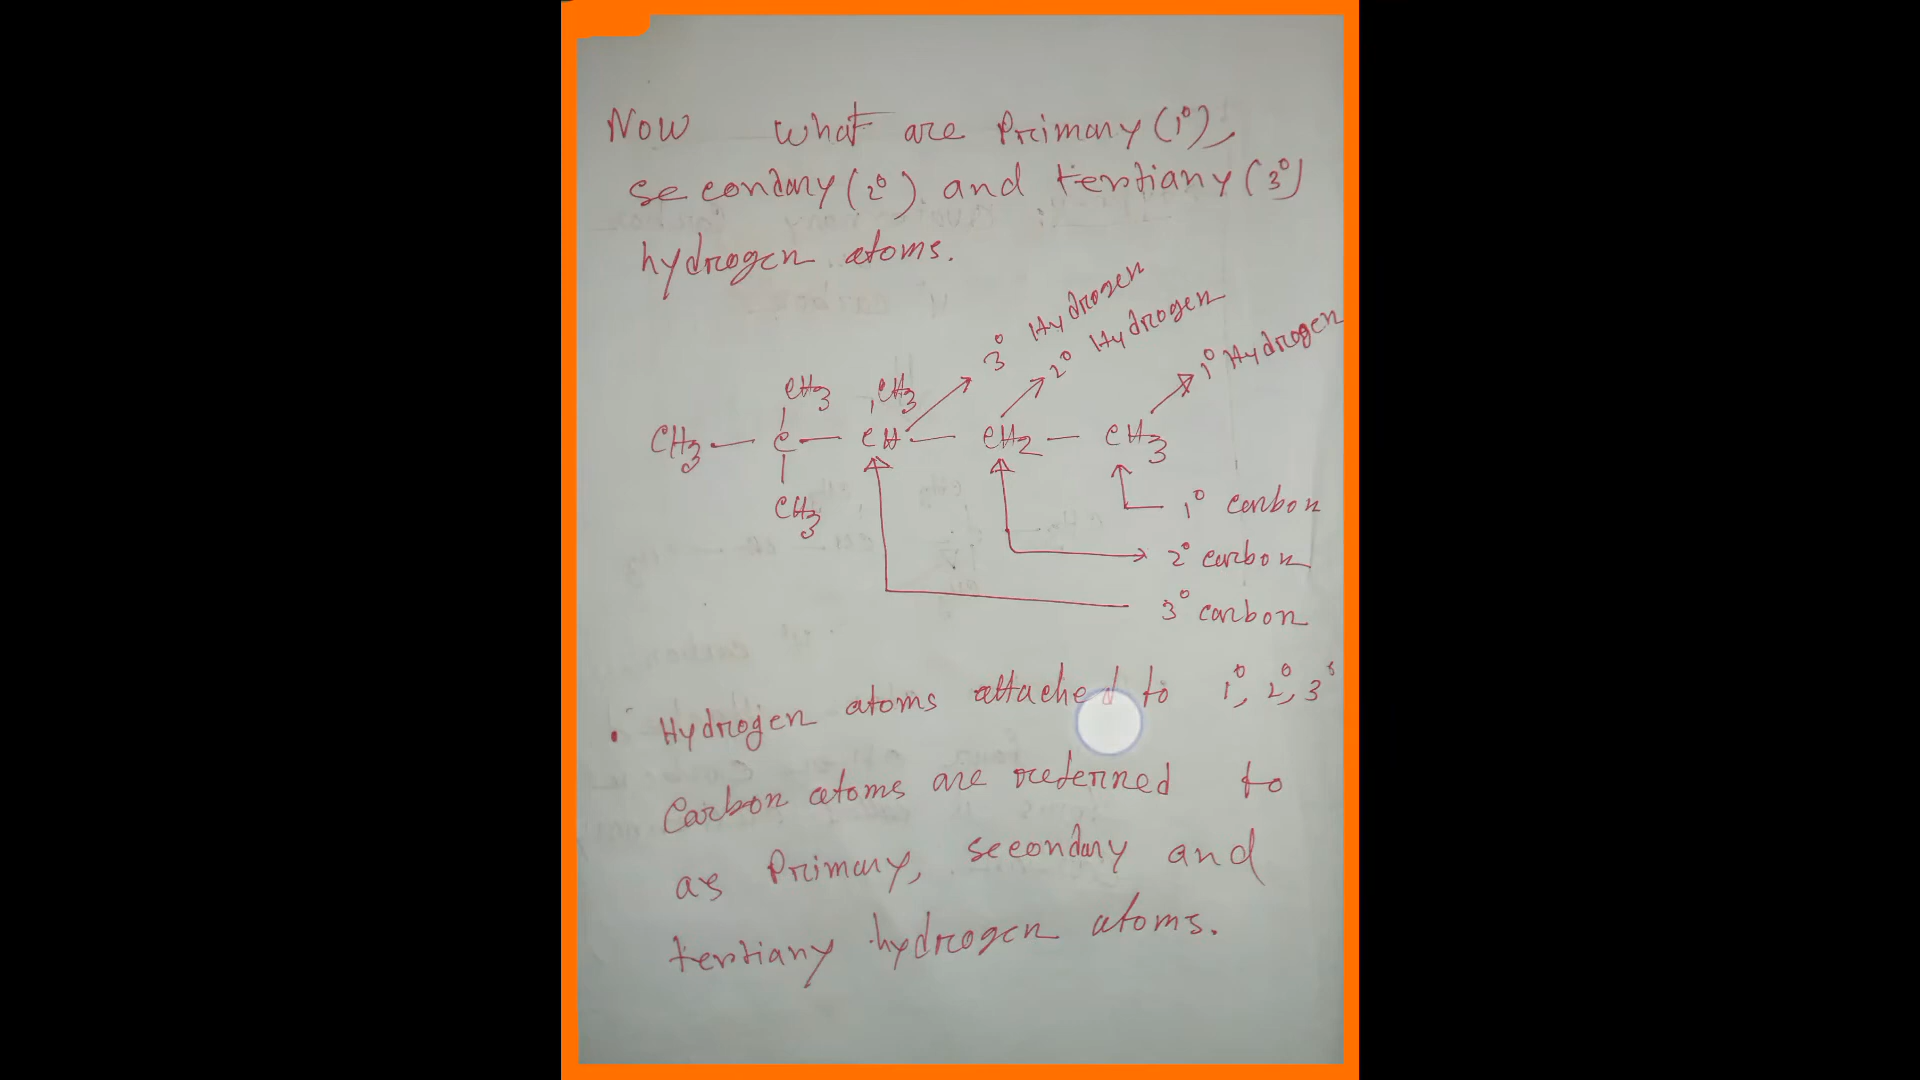 Now what are Primary (1°),
secondary (2°) and tertiary (3°)
hydrogen atoms.
3° Hydrogen
2° Hydrogen
1° Hydrogen
CH3 CH3
CH3 — C — CH — CH2 — CH3
CH3
1° carbon
2° carbon
3° carbon
• Hydrogen atoms attached to 1°, 2°, 3°
Carbon atoms are referred to
as Primary, secondary and
tertiary hydrogen atoms.